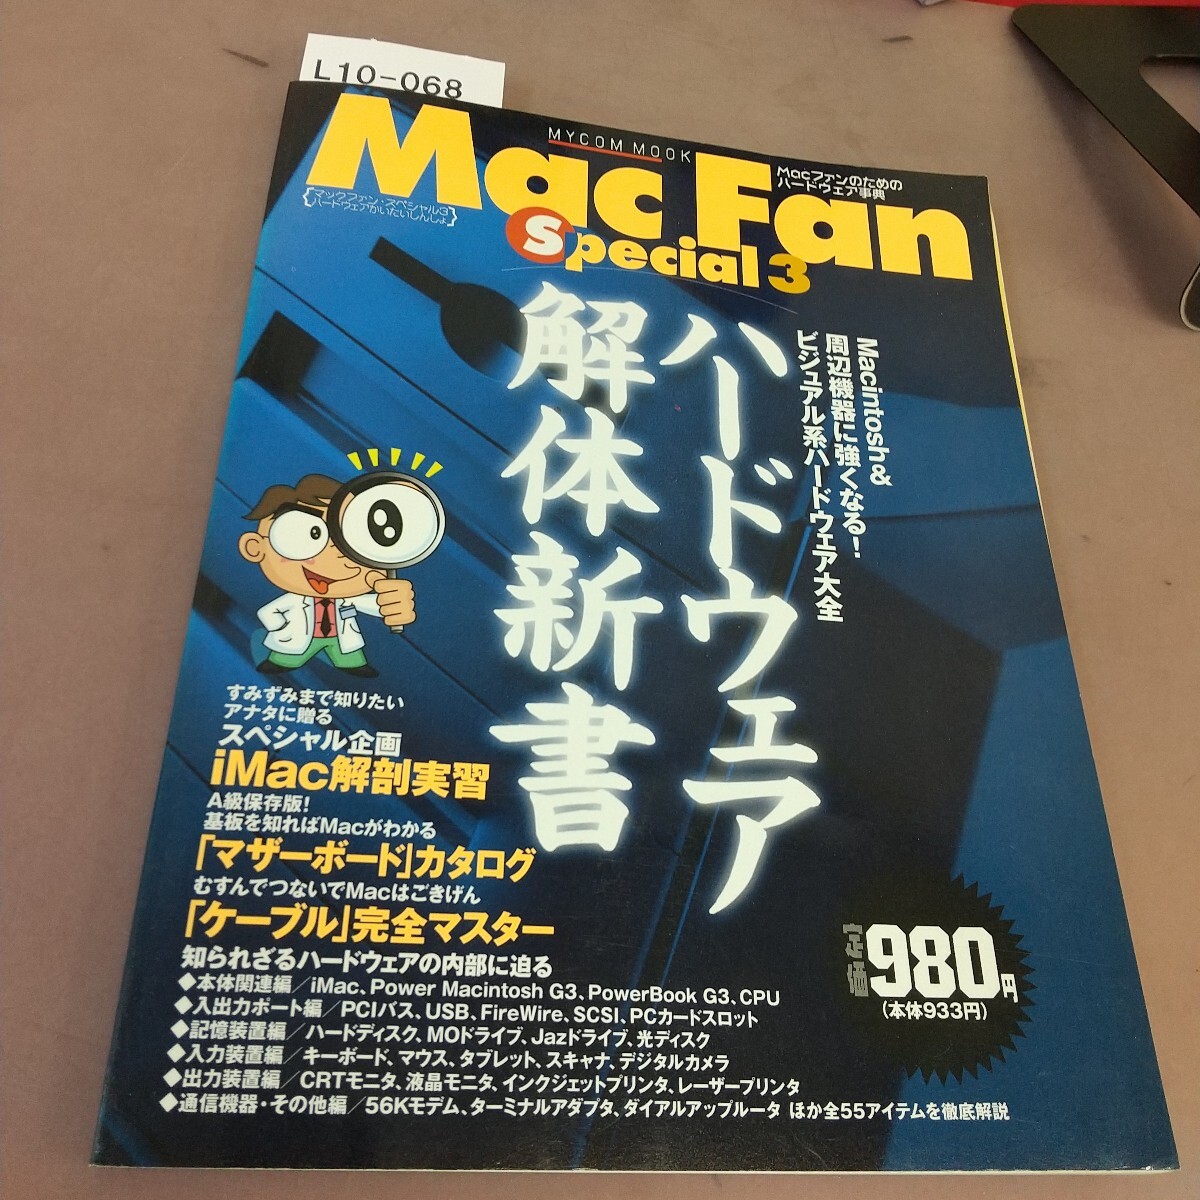 L10-068
MYCOM MOOK
Mac Fan
Macファンのための
ハードウェア事典
{マックファン・スペシャル3
ハードウェアかいたいしんしょ}
Special 3
Macintosh&
周辺機器に強くなる!
ビジュアル系ハードウェア大全
ハードウェア
解体新書
すみずみまで知りたい
アナタに贈る
スペシャル企画
iMac解剖実習
A級保存版!
基板を知ればMacがわかる
「マザーボード」カタログ
むすんでつないでMacはごきげん
「ケーブル」完全マスター
知られざるハードウェアの内部に迫る
◆本体関連編/iMac、Power Macintosh G3、PowerBook G3、CPU
◆入出力ポート編/PCIバス、USB、FireWire、SCSI、PCカードスロット
◆記憶装置編/ハードディスク、MOドライブ、Jazドライブ、光ディスク
◆入力装置編/キーボード、マウス、タブレット、スキャナ、デジタルカメラ
◆出力装置編/CRTモニタ、液晶モニタ、インクジェットプリンタ、レーザープリンタ
◆通信機器・その他編/56Kモデム、ターミナルアダプタ、ダイアルアップルータ ほか全55アイテムを徹底解説
定価980円
(本体933円)